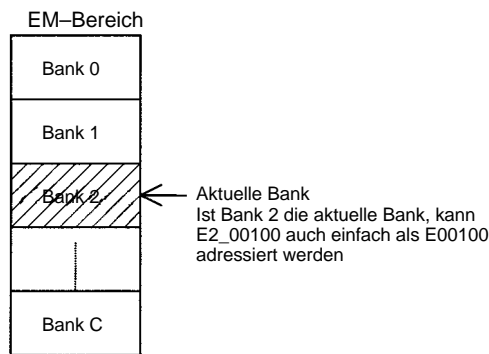 EM–Bereich
Bank 0
Bank 1
Bank 2
Aktuelle Bank
Ist Bank 2 die aktuelle Bank, kann
E2_00100 auch einfach als E00100
adressiert werden
Bank C